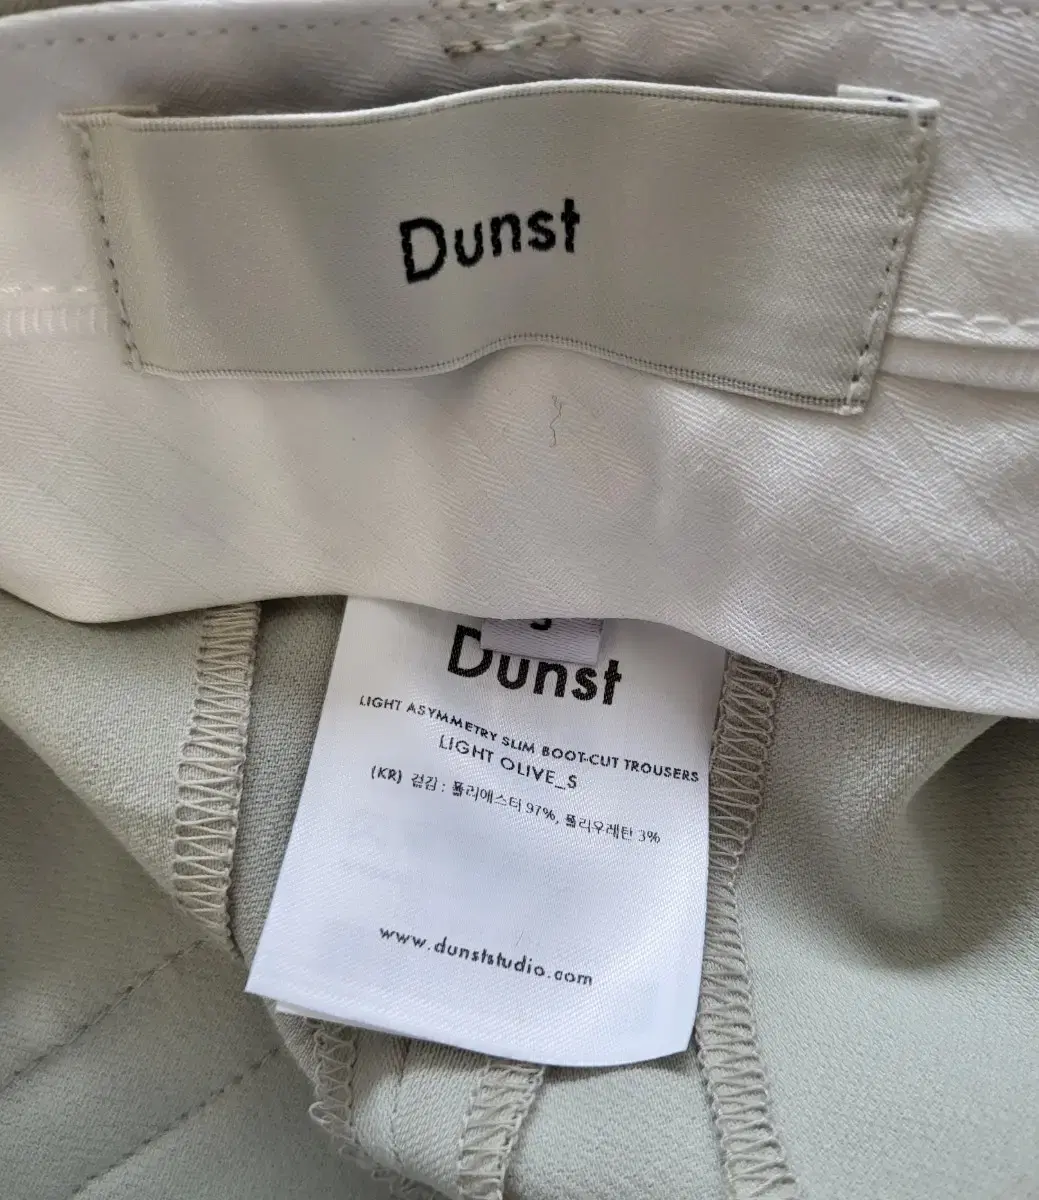 Dunst
S
Dunst
LIGHT ASYMMETRY SLIM BOOT-CUT TROUSERS
LIGHT OLIVE_S
(KR) 겉감 : 폴리에스터 97%, 폴리우레탄 3%
www.dunststudio.com